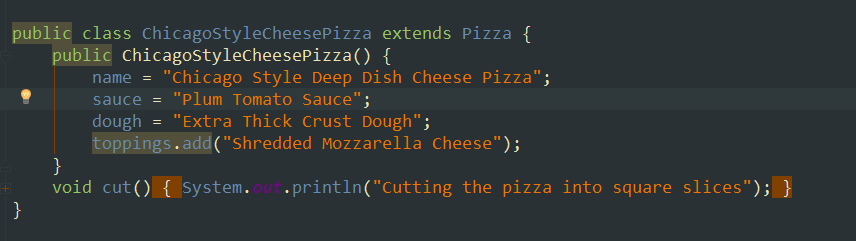 public class ChicagoStyleCheesePizza extends Pizza {
    public ChicagoStyleCheesePizza() {
        name = "Chicago Style Deep Dish Cheese Pizza";
        sauce = "Plum Tomato Sauce";
        dough = "Extra Thick Crust Dough";
        toppings.add("Shredded Mozzarella Cheese");
    }
    void cut() { System.out.println("Cutting the pizza into square slices"); }
}